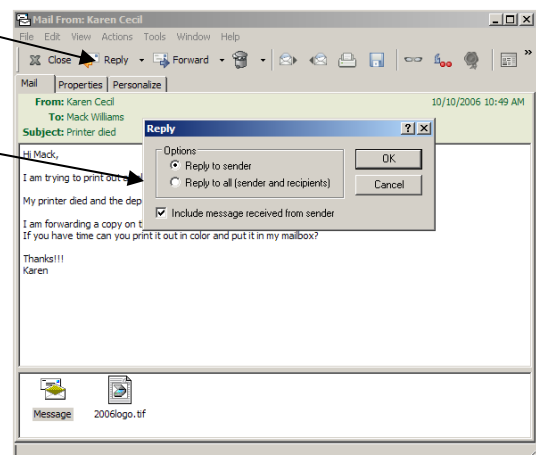 Mail From: Karen Cecil
File Edit View Actions Tools Window Help
Close Reply Forward
Mail Properties Personalize
From: Karen Cecil 10/10/2006 10:49 AM
To: Mack Williams
Subject: Printer died
Reply
Options
Reply to sender
Reply to all (sender and recipients)
Include message received from sender
OK
Cancel
Hi Mack,
I am trying to print out
My printer died and the
I am forwarding a copy on
If you have time can you print it out in color and put it in my mailbox?
Thanks!!!
Karen
Message 2006logo.tif